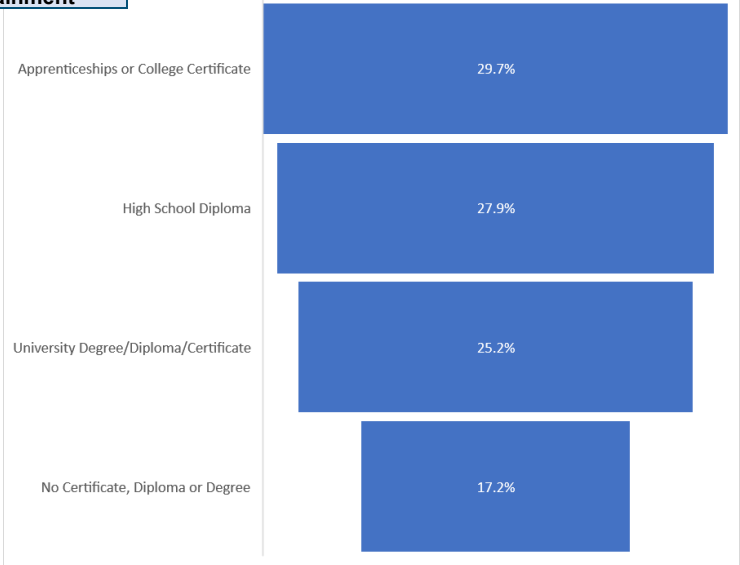 Apprenticeships or College Certificate 29.7%
High School Diploma 27.9%
University Degree/Diploma/Certificate 25.2%
No Certificate, Diploma or Degree 17.2%